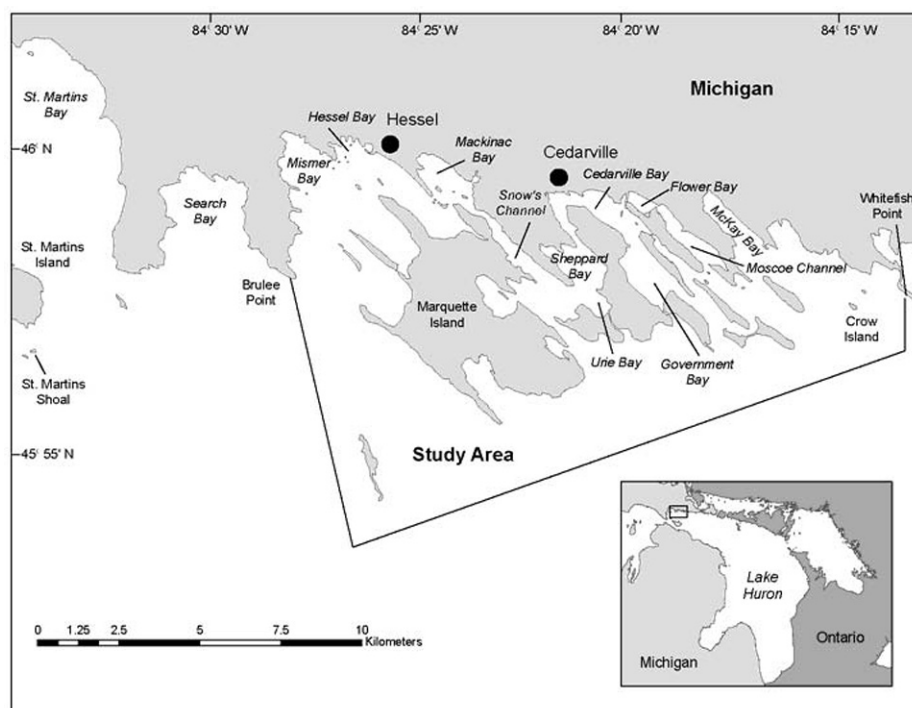 84° 30' W
84° 25' W
84° 20' W
84° 15' W
St. Martins
Bay
Michigan
Hessel Bay
Hessel
46° N
Mackinac
Bay
Cedarville
Mismer
Bay
Cedarville Bay
Flower Bay
Snow's
Channel
Search
Bay
Whitefish
Point
McKay Bay
St. Martins
Island
Sheppard
Bay
Moscoe Channel
Brulee
Point
Marquette
Island
Crow
Island
Urie Bay
Government
Bay
St. Martins
Shoal
45° 55' N
Study Area
Lake
Huron
0 1.25 2.5 5 7.5 10
Kilometers
Ontario
Michigan